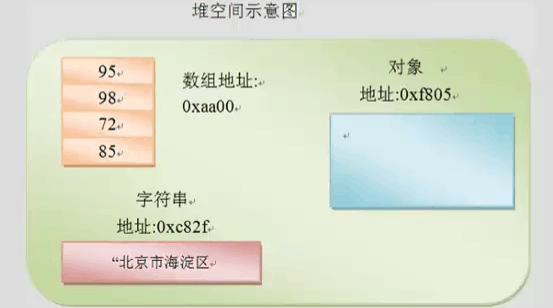 堆空间示意图
95
98
72
85
数组地址:
0xaa00
对象
地址:0xf805
字符串
地址:0xc82f
“北京市海淀区